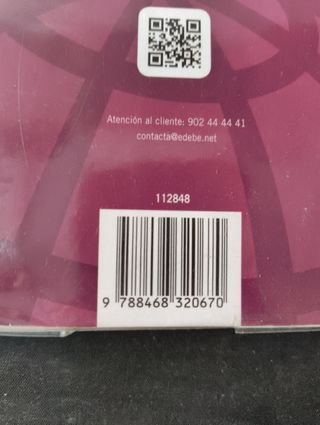 Atención al cliente: 902 44 44 41
contacta@edebe.net
112848
9 788468 320670